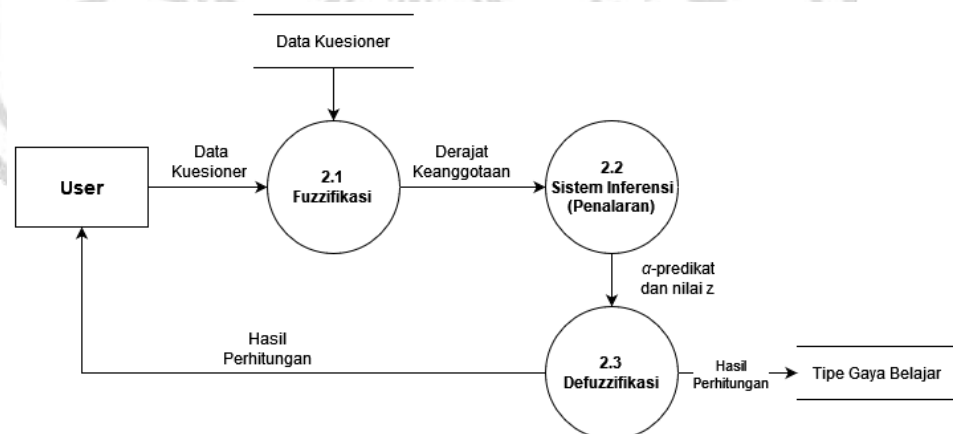 Data Kuesioner
User
Data
Kuesioner
2.1
Fuzzifikasi
Derajat
Keanggotaan
2.2
Sistem Inferensi
(Penalaran)
α-predikat
dan nilai z
Hasil
Perhitungan
2.3
Defuzzifikasi
Hasil
Perhitungan
Tipe Gaya Belajar